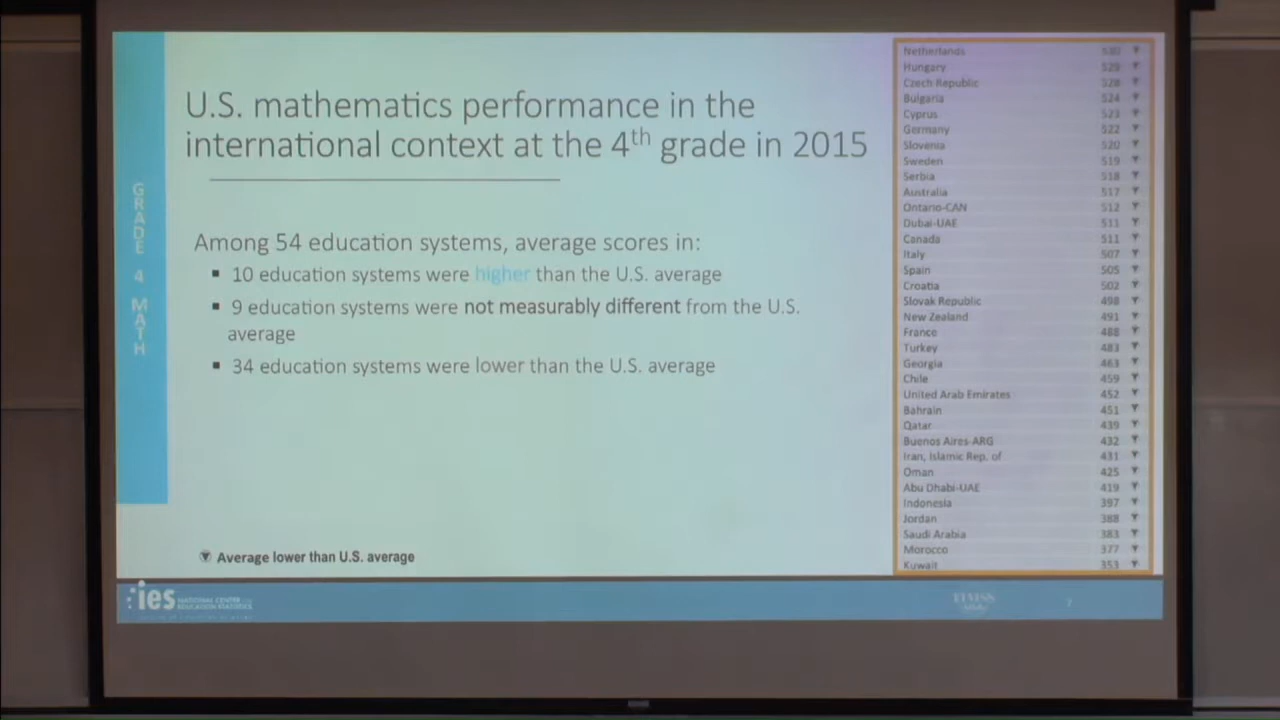 GRADE 4 MATH
U.S. mathematics performance in the
international context at the 4th grade in 2015
Among 54 education systems, average scores in:
▪ 10 education systems were higher than the U.S. average
▪ 9 education systems were not measurably different from the U.S.
average
▪ 34 education systems were lower than the U.S. average
Average lower than U.S. average
Netherlands 530
Hungary 529
Czech Republic 528
Bulgaria 524
Cyprus 523
Germany 522
Slovenia 520
Sweden 519
Serbia 518
Australia 517
Ontario-CAN 512
Dubai-UAE 511
Canada 511
Italy 507
Spain 505
Croatia 502
Slovak Republic 498
New Zealand 491
France 488
Turkey 483
Georgia 463
Chile 459
United Arab Emirates 452
Bahrain 451
Qatar 439
Buenos Aires-ARG 432
Iran, Islamic Rep. of 431
Oman 425
Abu Dhabi-UAE 419
Indonesia 397
Jordan 388
Saudi Arabia 383
Morocco 377
Kuwait 353
ies NATIONAL CENTER
EDUCATION STATISTICS
TIMSS
7